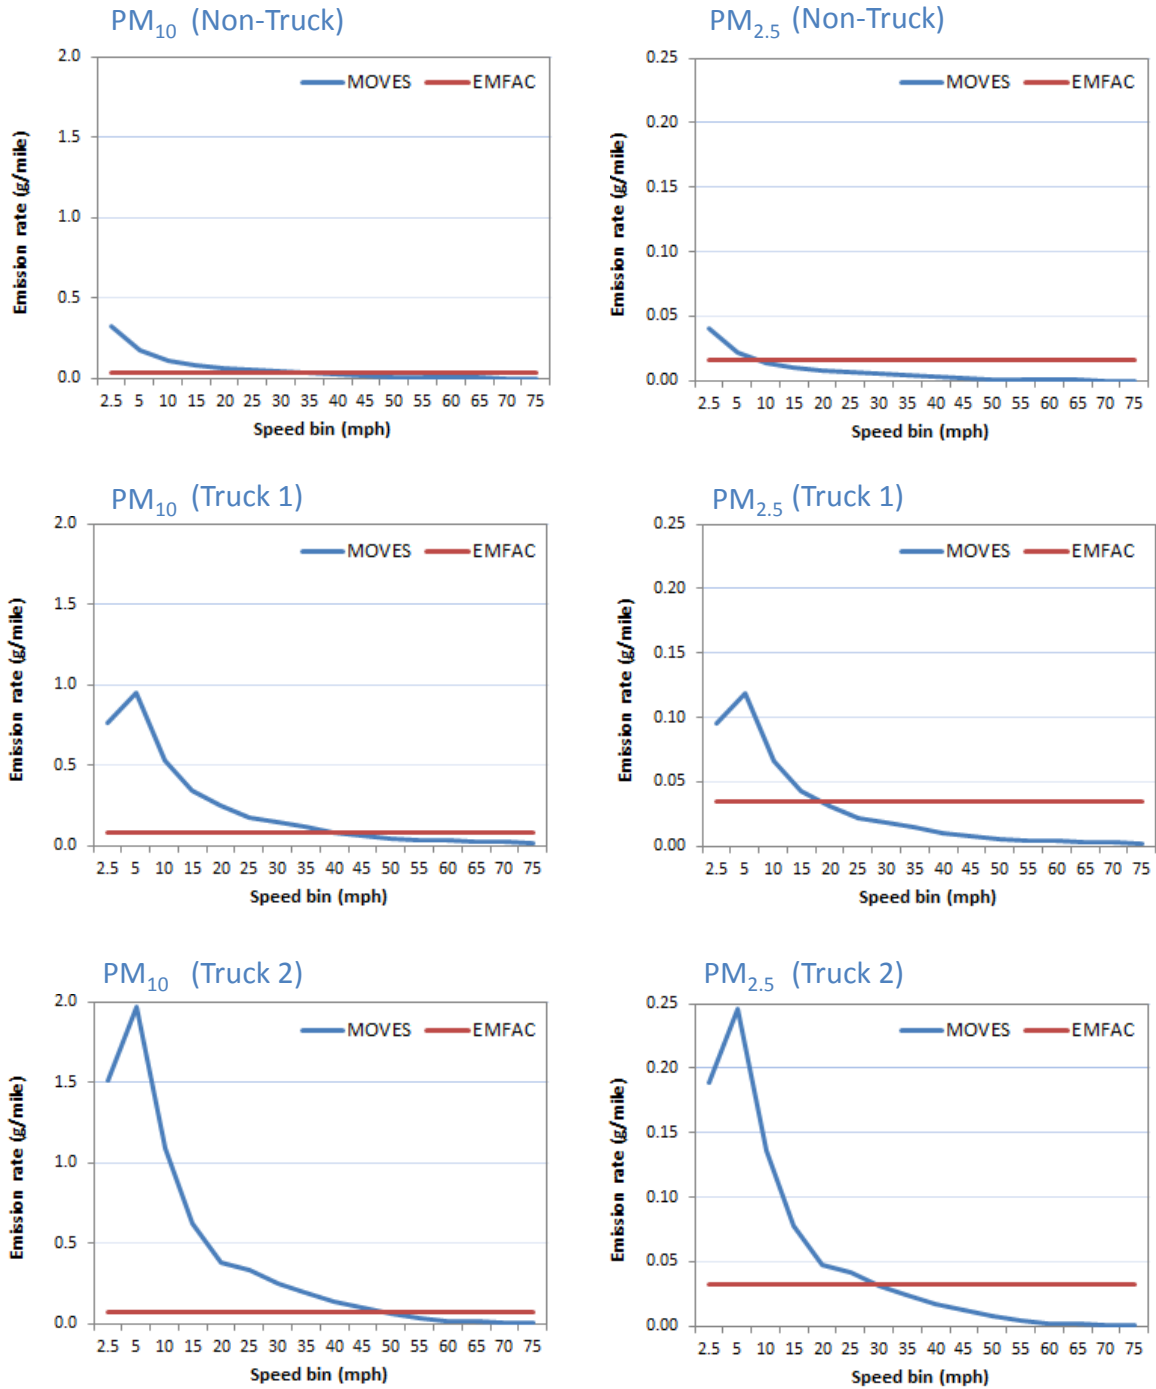 PM10 (Non-Truck)
2.0
1.5
1.0
0.5
0.0
Emission rate (g/mile)
MOVES EMFAC
2.5 5 10 15 20 25 30 35 40 45 50 55 60 65 70 75
Speed bin (mph)
PM2.5 (Non-Truck)
0.25
0.20
0.15
0.10
0.05
0.00
Emission rate (g/mile)
MOVES EMFAC
2.5 5 10 15 20 25 30 35 40 45 50 55 60 65 70 75
Speed bin (mph)
PM10 (Truck 1)
2.0
1.5
1.0
0.5
0.0
Emission rate (g/mile)
MOVES EMFAC
2.5 5 10 15 20 25 30 35 40 45 50 55 60 65 70 75
Speed bin (mph)
PM2.5 (Truck 1)
0.25
0.20
0.15
0.10
0.05
0.00
Emission rate (g/mile)
MOVES EMFAC
2.5 5 10 15 20 25 30 35 40 45 50 55 60 65 70 75
Speed bin (mph)
PM10 (Truck 2)
2.0
1.5
1.0
0.5
0.0
Emission rate (g/mile)
MOVES EMFAC
2.5 5 10 15 20 25 30 35 40 45 50 55 60 65 70 75
Speed bin (mph)
PM2.5 (Truck 2)
0.25
0.20
0.15
0.10
0.05
0.00
Emission rate (g/mile)
MOVES EMFAC
2.5 5 10 15 20 25 30 35 40 45 50 55 60 65 70 75
Speed bin (mph)